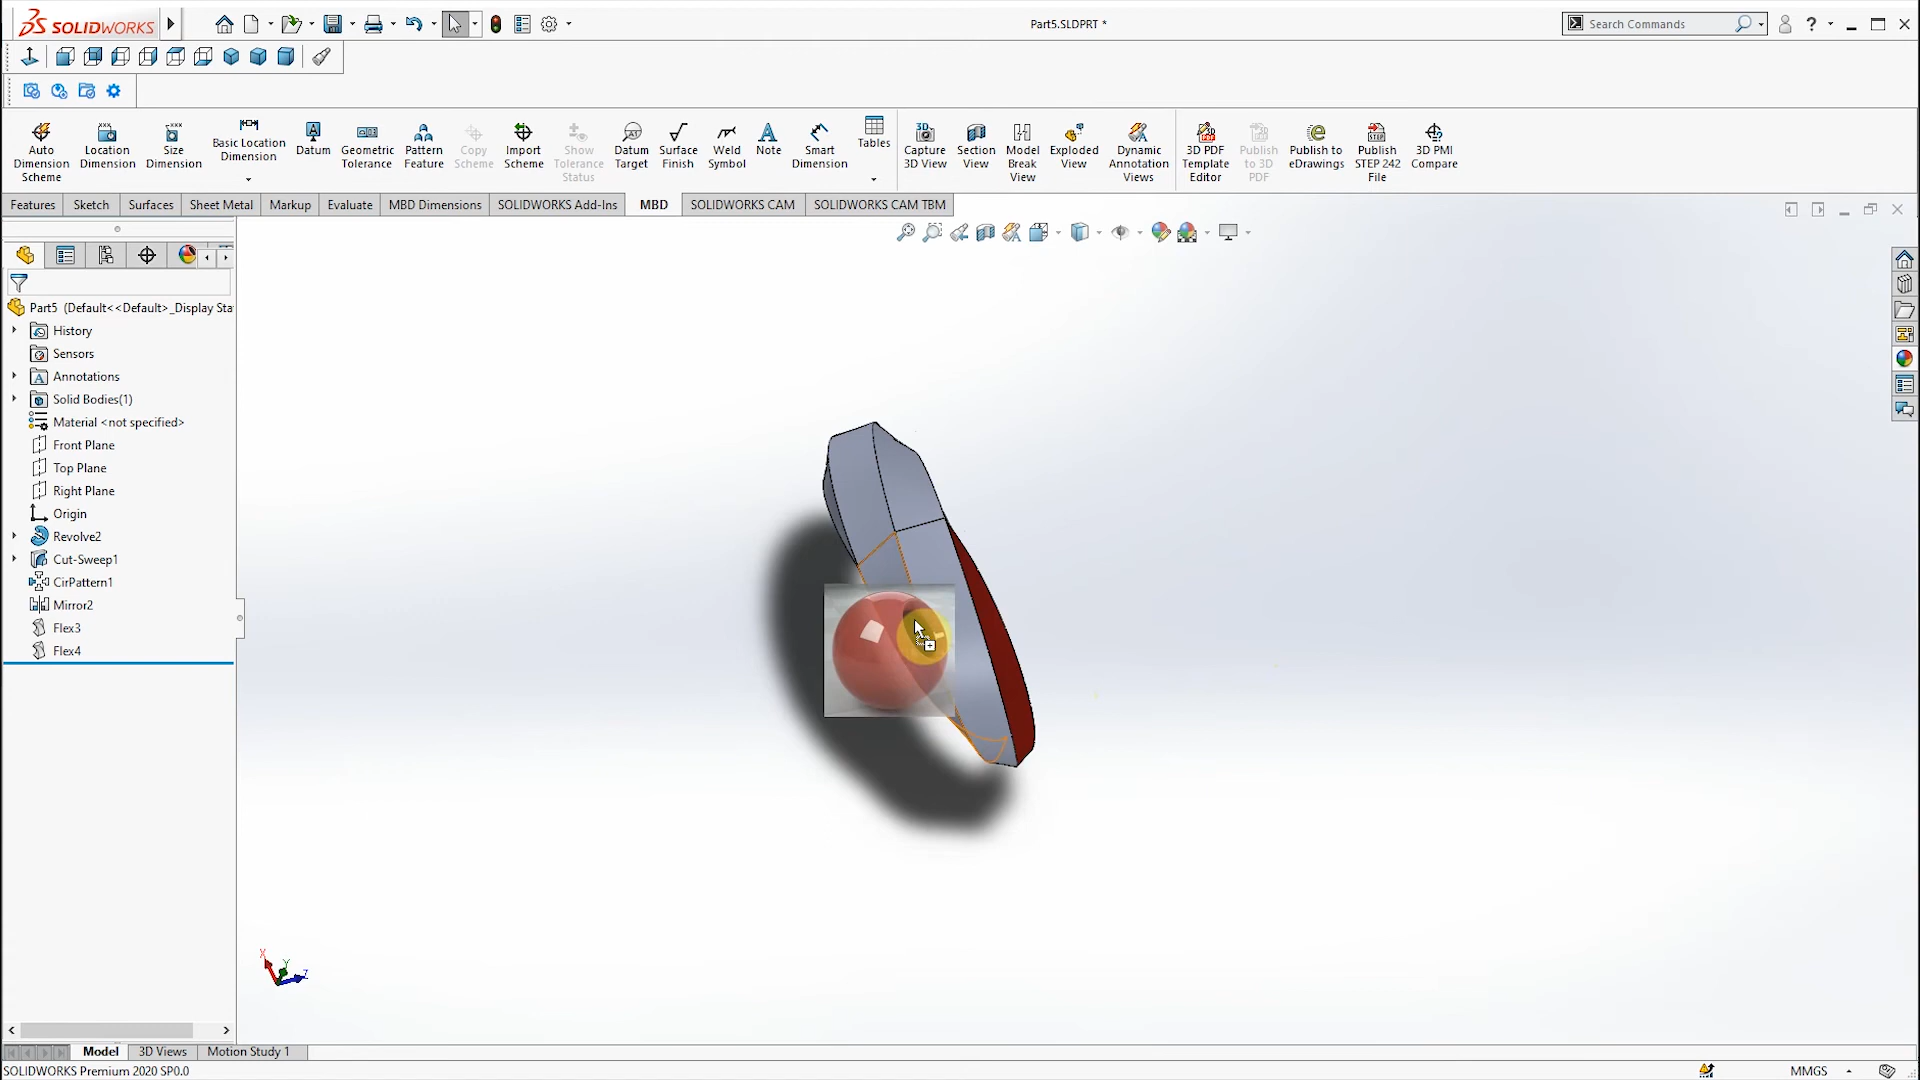 SOLIDWORKS
Part5.SLDPRT *
Search Commands
?
Auto Dimension Scheme
Location Dimension
Size Dimension
Basic Location Dimension
Datum
Geometric Tolerance
Pattern Feature
Copy Scheme
Import Scheme
Show Tolerance Status
Datum Target
Surface Finish
Weld Symbol
Note
Smart Dimension
Tables
Capture 3D View
Section View
Model Break View
Exploded View
Dynamic Annotation Views
3D PDF Template Editor
Publish to 3D PDF
Publish to eDrawings
Publish STEP 242 File
3D PMI Compare
Features
Sketch
Surfaces
Sheet Metal
Markup
Evaluate
MBD Dimensions
SOLIDWORKS Add-Ins
MBD
SOLIDWORKS CAM
SOLIDWORKS CAM TBM
Part5 (Default<<Default>_Display Sta
History
Sensors
Annotations
Solid Bodies(1)
Material <not specified>
Front Plane
Top Plane
Right Plane
Origin
Revolve2
Cut-Sweep1
CirPattern1
Mirror2
Flex3
Flex4
X
Y
Z
Model
3D Views
Motion Study 1
SOLIDWORKS Premium 2020 SP0.0
MMGS